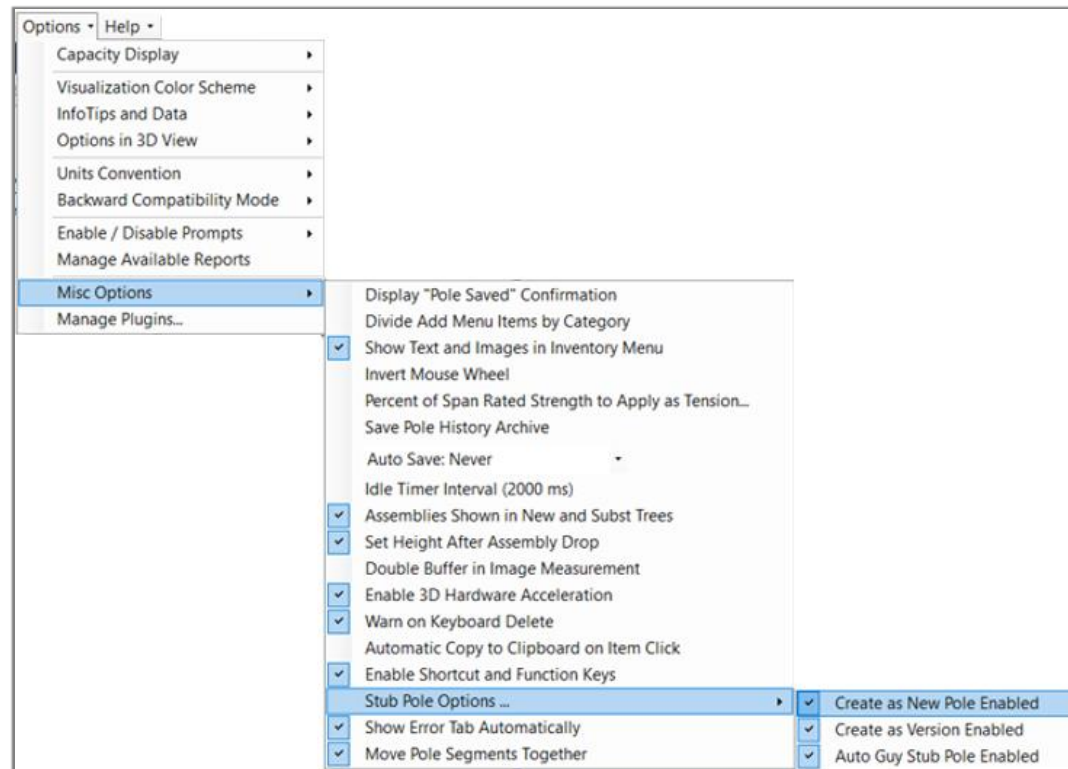 Options Help
Capacity Display
Visualization Color Scheme
InfoTips and Data
Options in 3D View
Units Convention
Backward Compatibility Mode
Enable / Disable Prompts
Manage Available Reports
Misc Options
Manage Plugins...
Display "Pole Saved" Confirmation
Divide Add Menu Items by Category
Show Text and Images in Inventory Menu
Invert Mouse Wheel
Percent of Span Rated Strength to Apply as Tension...
Save Pole History Archive
Auto Save: Never
Idle Timer Interval (2000 ms)
Assemblies Shown in New and Subst Trees
Set Height After Assembly Drop
Double Buffer in Image Measurement
Enable 3D Hardware Acceleration
Warn on Keyboard Delete
Automatic Copy to Clipboard on Item Click
Enable Shortcut and Function Keys
Stub Pole Options ...
Show Error Tab Automatically
Move Pole Segments Together
Create as New Pole Enabled
Create as Version Enabled
Auto Guy Stub Pole Enabled